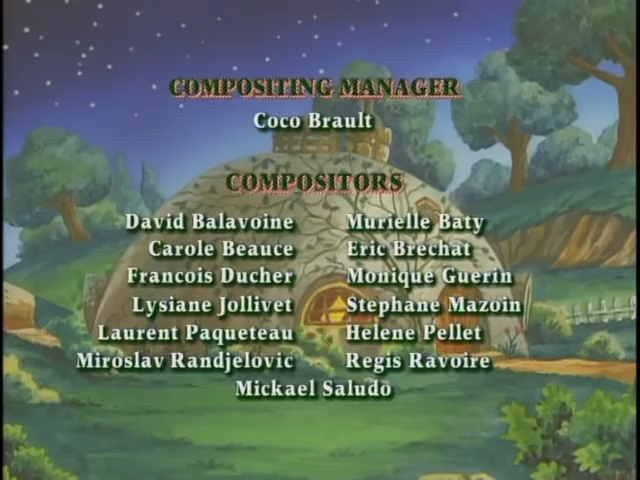 COMPOSITING MANAGER
Coco Brault
COMPOSITORS
David Balavoine Murielle Baty
Carole Beauce Eric Brechat
Francois Ducher Monique Guerin
Lysiane Jollivet Stephane Mazoin
Laurent Paqueteau Helene Pellet
Miroslav Randjelovic Regis Ravoire
Mickael Saludo